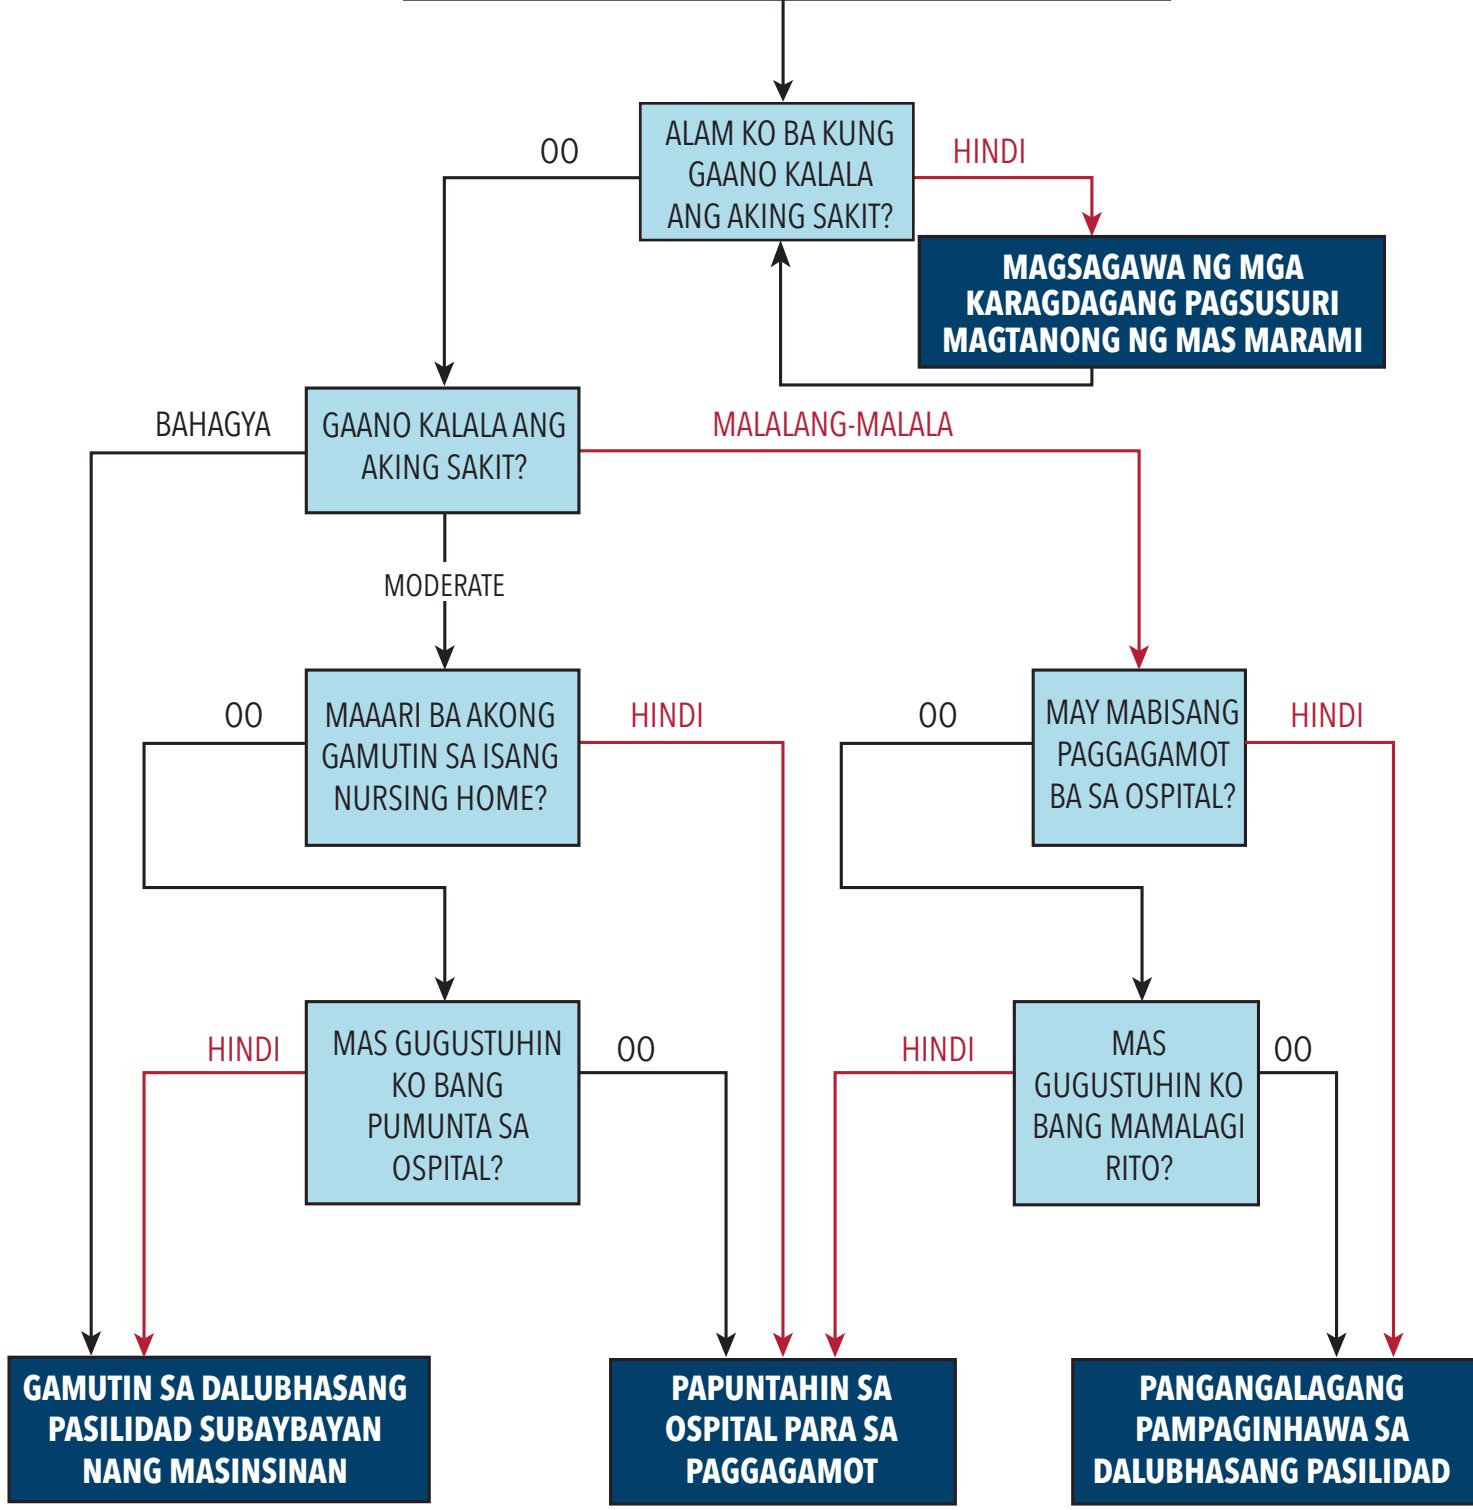 ALAM KO BA KUNG
GAANO KALALA
ANG AKING SAKIT?
OO
HINDI
MAGSAGAWA NG MGA
KARAGDAGANG PAGSUSURI
MAGTANONG NG MAS MARAMI
BAHAGYA
GAANO KALALA ANG
AKING SAKIT?
MALALANG-MALALA
MODERATE
OO
MAAARI BA AKONG
GAMUTIN SA ISANG
NURSING HOME?
HINDI
OO
MAY MABISANG
PAGGAGAMOT
BA SA OSPITAL?
HINDI
HINDI
MAS GUGUSTUHIN
KO BANG
PUMUNTA SA
OSPITAL?
OO
HINDI
MAS
GUGUSTUHIN KO
BANG MAMALAGI
RITO?
OO
GAMUTIN SA DALUBHASANG
PASILIDAD SUBAYBAYAN
NANG MASINSINAN
PAPUNTAHIN SA
OSPITAL PARA SA
PAGGAGAMOT
PANGANGALAGANG
PAMPAGINHAWA SA
DALUBHASANG PASILIDAD